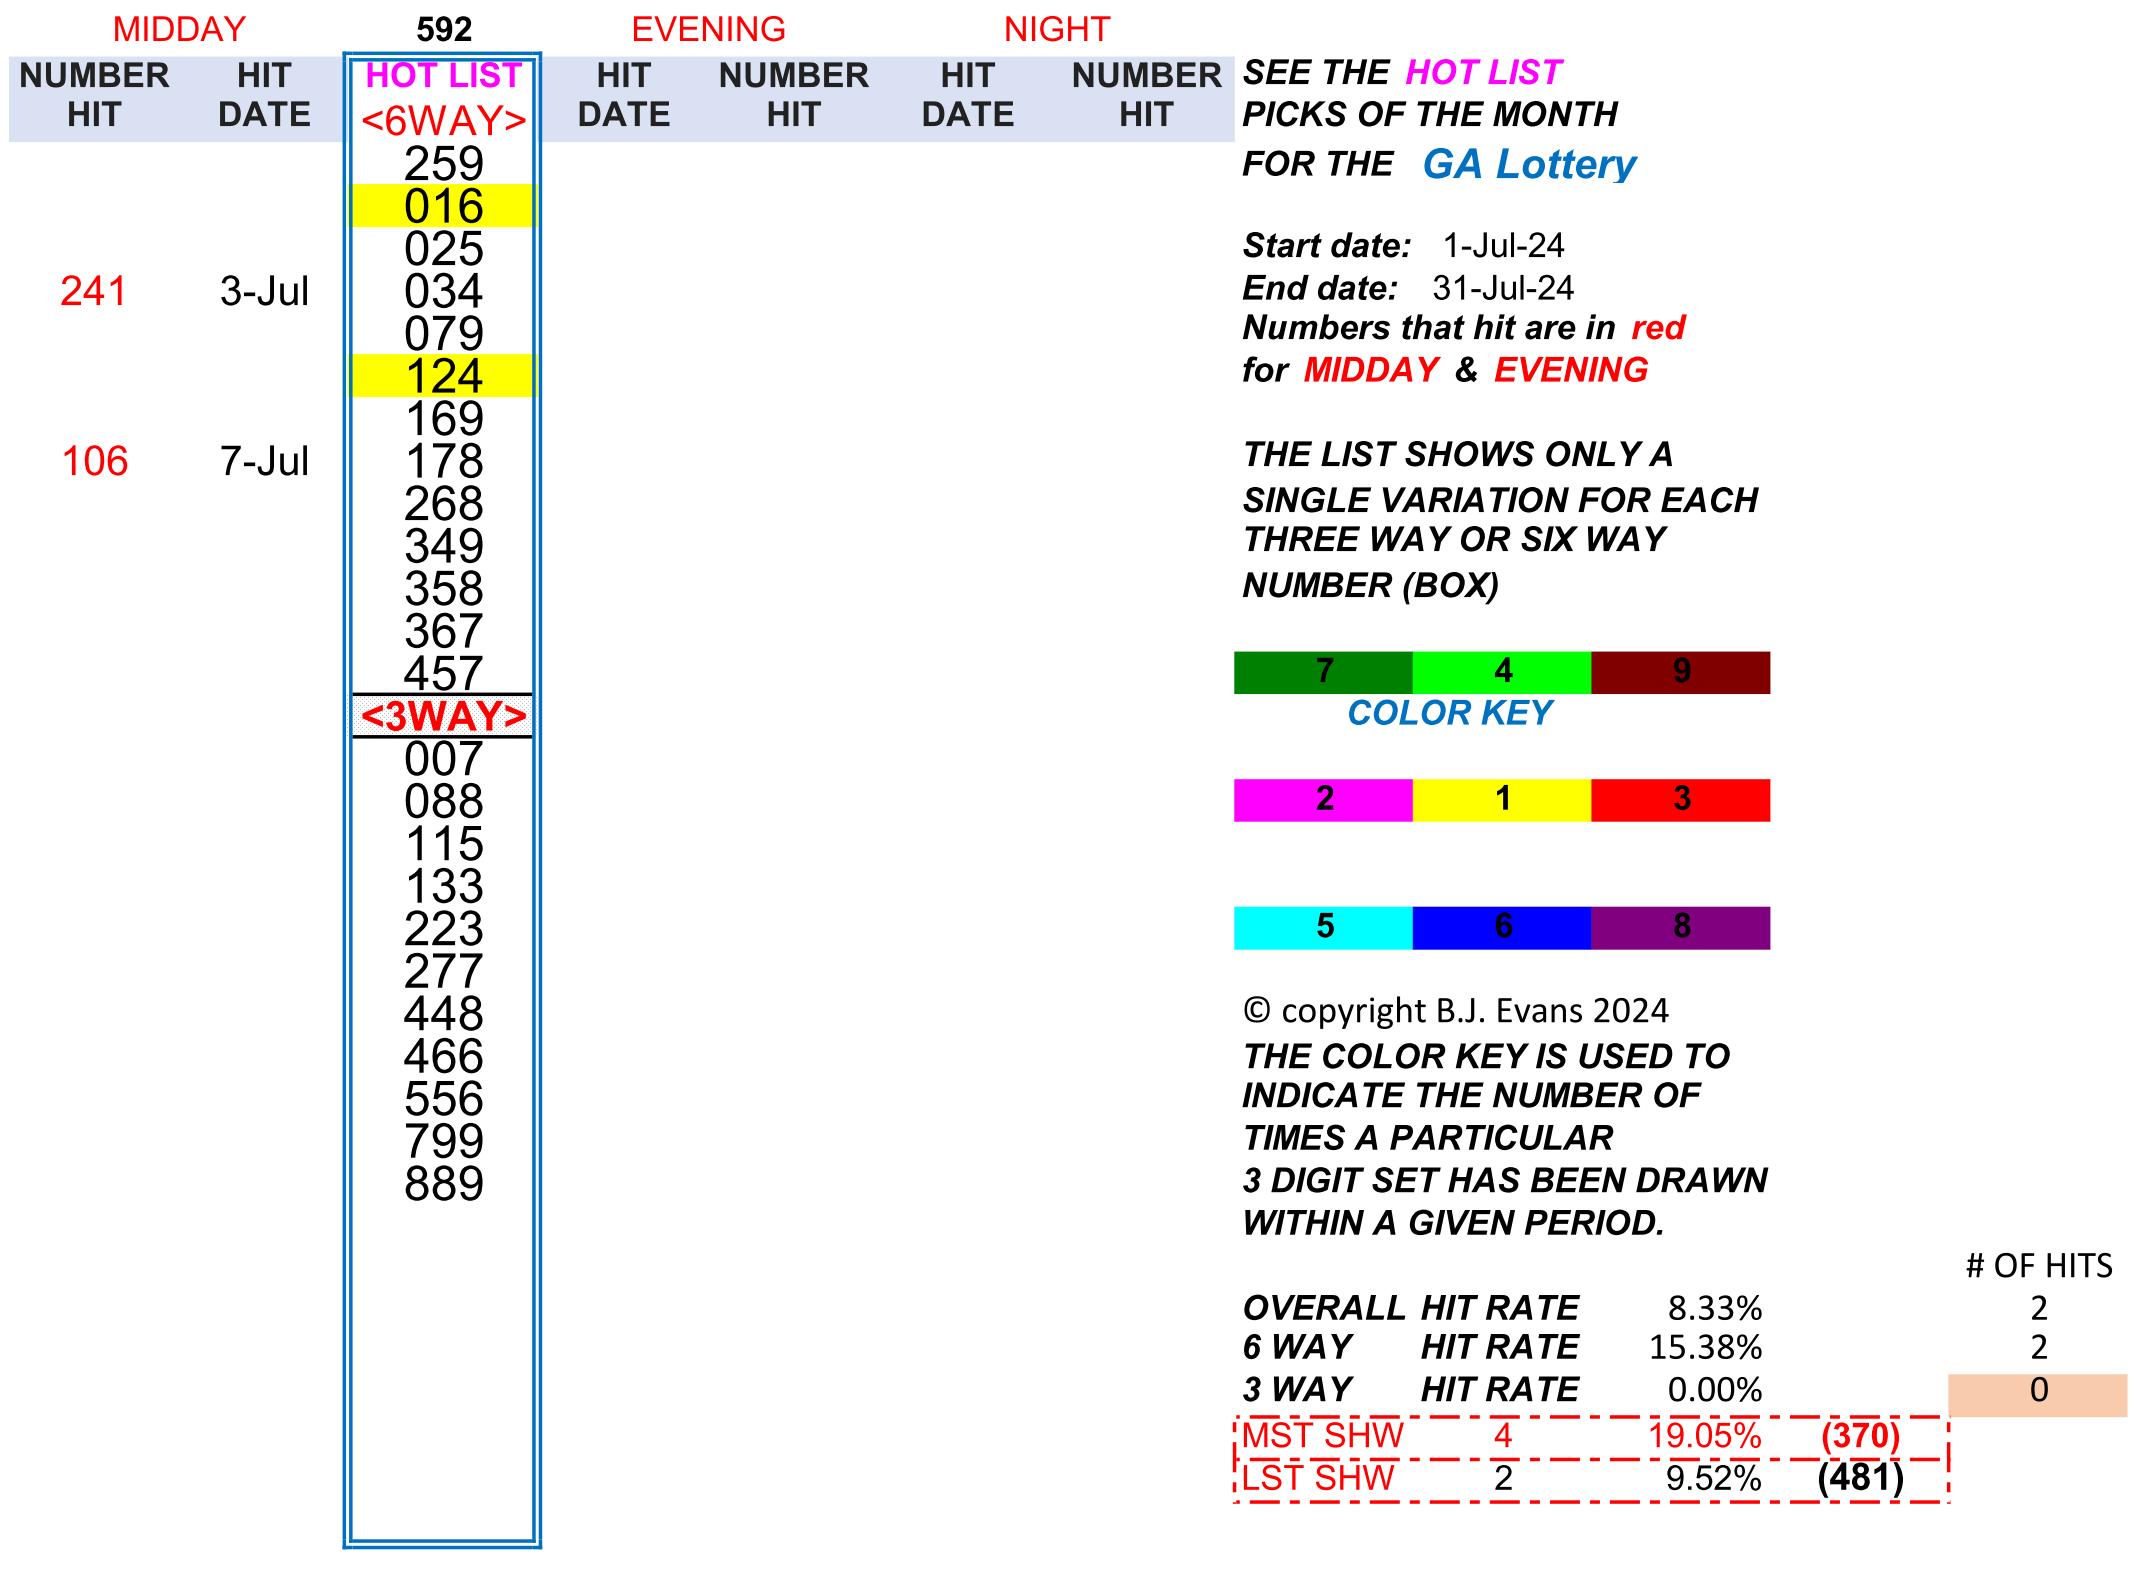 MIDDAY 592 EVENING NIGHT
NUMBER HIT HOT LIST HIT NUMBER HIT NUMBER
HIT DATE <6WAY> DATE HIT DATE HIT
259
016
025
241 3-Jul 034
079
124
169
106 7-Jul 178
268
349
358
367
457
<3WAY>
007
088
115
133
223
277
448
466
556
799
889
SEE THE HOT LIST
PICKS OF THE MONTH
FOR THE GA Lottery
Start date: 1-Jul-24
End date: 31-Jul-24
Numbers that hit are in red
for MIDDAY & EVENING
THE LIST SHOWS ONLY A
SINGLE VARIATION FOR EACH
THREE WAY OR SIX WAY
NUMBER (BOX)
7 4 9
COLOR KEY
2 1 3
5 6 8
© copyright B.J. Evans 2024
THE COLOR KEY IS USED TO
INDICATE THE NUMBER OF
TIMES A PARTICULAR
3 DIGIT SET HAS BEEN DRAWN
WITHIN A GIVEN PERIOD.
# OF HITS
OVERALL HIT RATE 8.33% 2
6 WAY HIT RATE 15.38% 2
3 WAY HIT RATE 0.00% 0
MST SHW 4 19.05% (370)
LST SHW 2 9.52% (481)